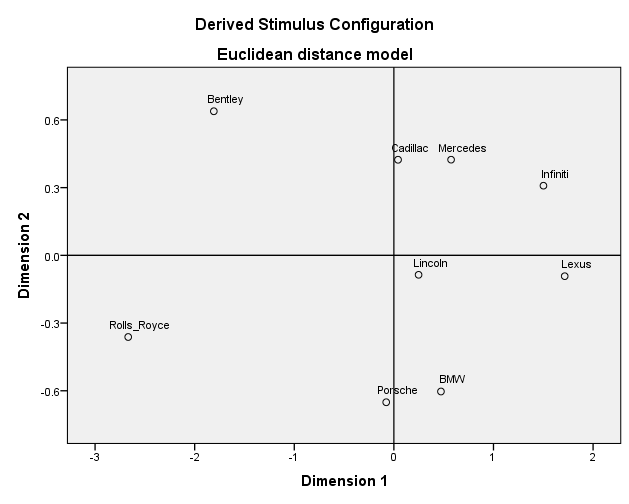 Derived Stimulus Configuration
Euclidean distance model
Bentley
0.6
Cadillac Mercedes
Infiniti
0.3
0.0
Lincoln
Lexus
Rolls_Royce
-0.3
BMW
Porsche
-0.6
-3 -2 -1 0 1 2
Dimension 1
Dimension 2